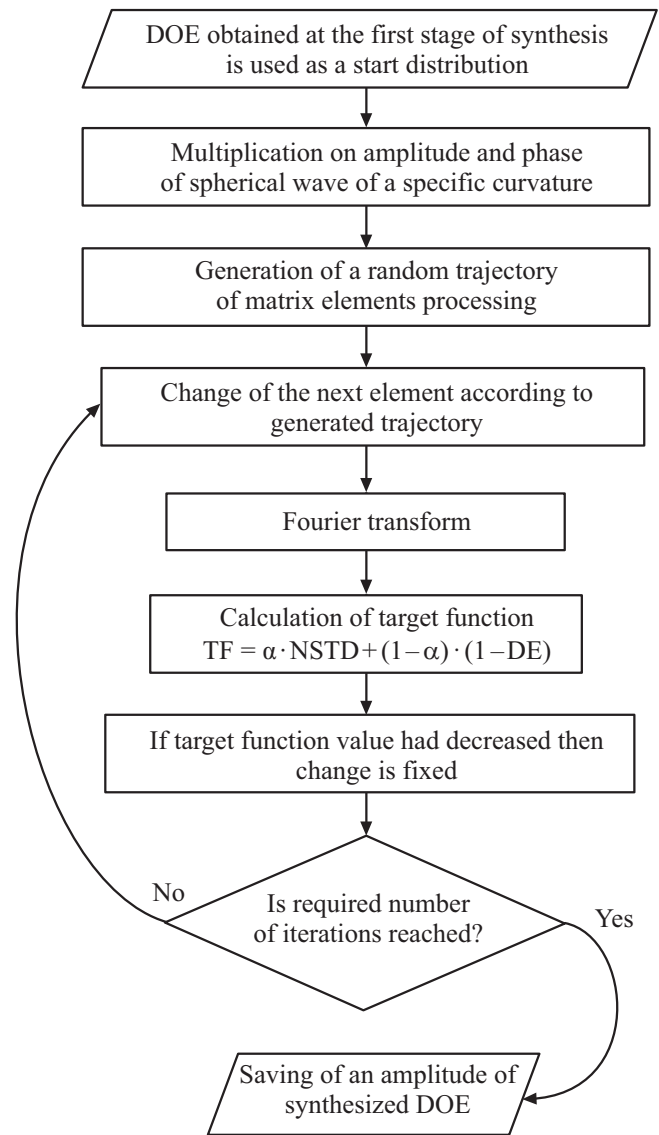 DOE obtained at the first stage of synthesis
is used as a start distribution
Multiplication on amplitude and phase
of spherical wave of a specific curvature
Generation of a random trajectory
of matrix elements processing
Change of the next element according to
generated trajectory
Fourier transform
Calculation of target function
TF = α · NSTD + (1 – α) · (1 – DE)
If target function value had decreased then
change is fixed
No
Is required number
of iterations reached?
Yes
Saving of an amplitude of
synthesized DOE